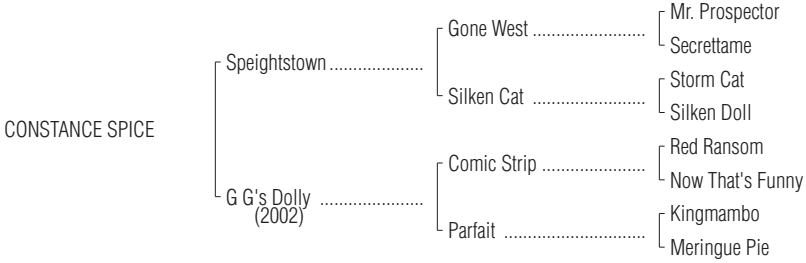 Mr. Prospector
Gone West ........................
Secrettame
Speightstown ....................
Storm Cat
Silken Cat ........................
Silken Doll
CONSTANCE SPICE
Red Ransom
Comic Strip ......................
Now That's Funny
G G's Dolly ......................
(2002)
Kingmambo
Parfait ..............................
Meringue Pie